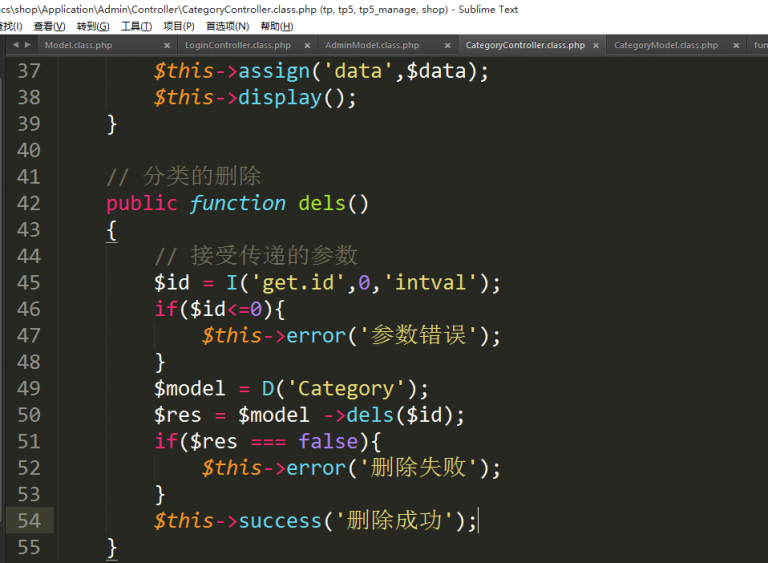 ocs\shop\Application\Admin\Controller\CategoryController.class.php (tp, tp5, tp5_manage, shop) - Sublime Text
查找(I) 查看(V) 转到(G) 工具(T) 项目(P) 首选项(N) 帮助(H)
Model.class.php × LoginController.class.php × AdminModel.class.php × CategoryController.class.php × CategoryModel.class.php × fun
37 $this->assign('data',$data);
38 $this->display();
39 }
40
41 // 分类的删除
42 public function dels()
43 {
44 // 接受传递的参数
45 $id = I('get.id',0,'intval');
46 if($id<=0){
47 $this->error('参数错误');
48 }
49 $model = D('Category');
50 $res = $model ->dels($id);
51 if($res === false){
52 $this->error('删除失败');
53 }
54 $this->success('删除成功');
55 }